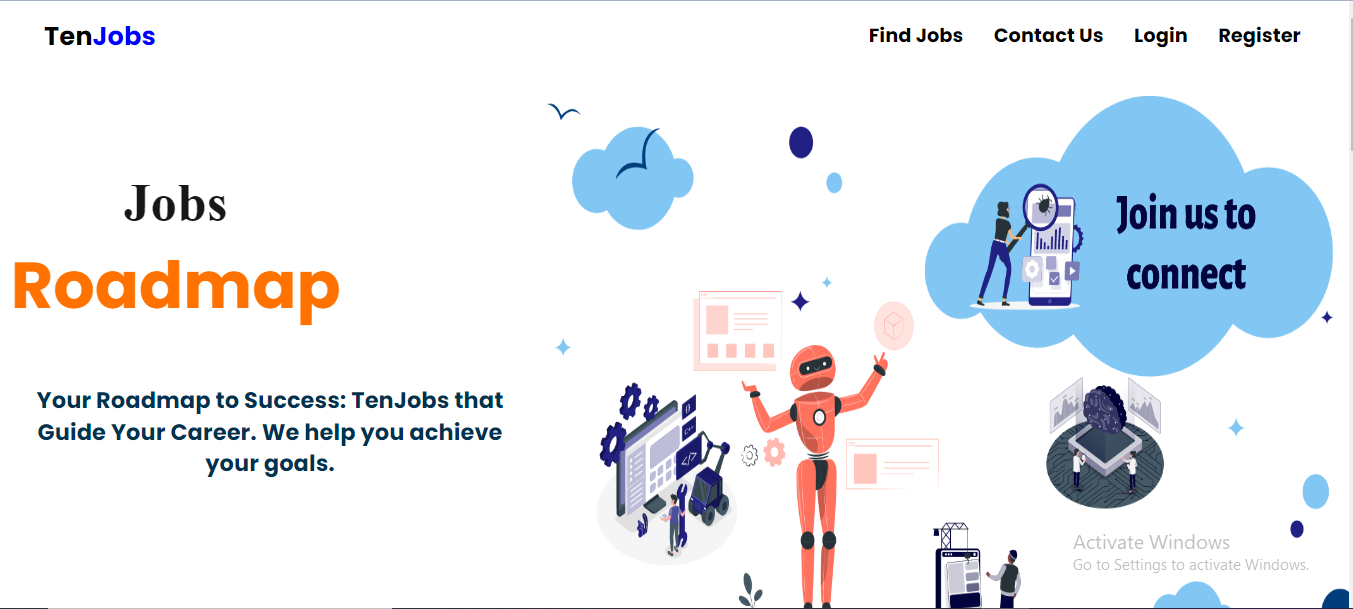 TenJobs
Find Jobs Contact Us Login Register
Jobs
Roadmap
Your Roadmap to Success: TenJobs that
Guide Your Career. We help you achieve
your goals.
Join us to
connect
C++
</>
Activate Windows
Go to Settings to activate Windows.